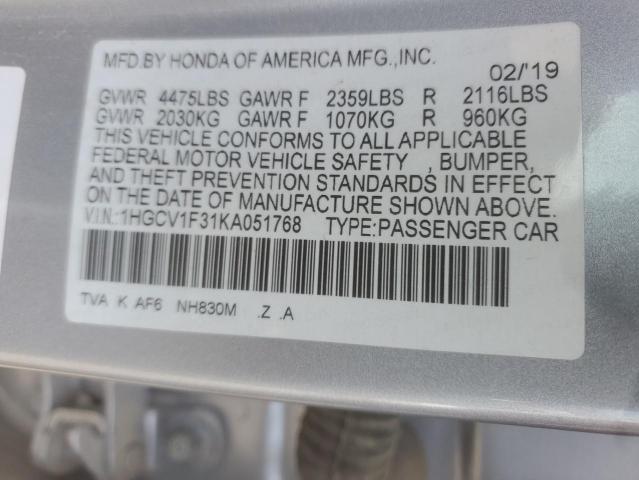 MFD.BY HONDA OF AMERICA MFG.,INC.
02/'19
GVWR 4475LBS GAWR F 2359LBS R 2116LBS
GVWR 2030KG GAWR F 1070KG R 960KG
THIS VEHICLE CONFORMS TO ALL APPLICABLE
FEDERAL MOTOR VEHICLE SAFETY , BUMPER,
AND THEFT PREVENTION STANDARDS IN EFFECT
ON THE DATE OF MANUFACTURE SHOWN ABOVE.
V.I.N.:1HGCV1F31KA051768 TYPE:PASSENGER CAR
TVA K AF6 NH830M .Z .A